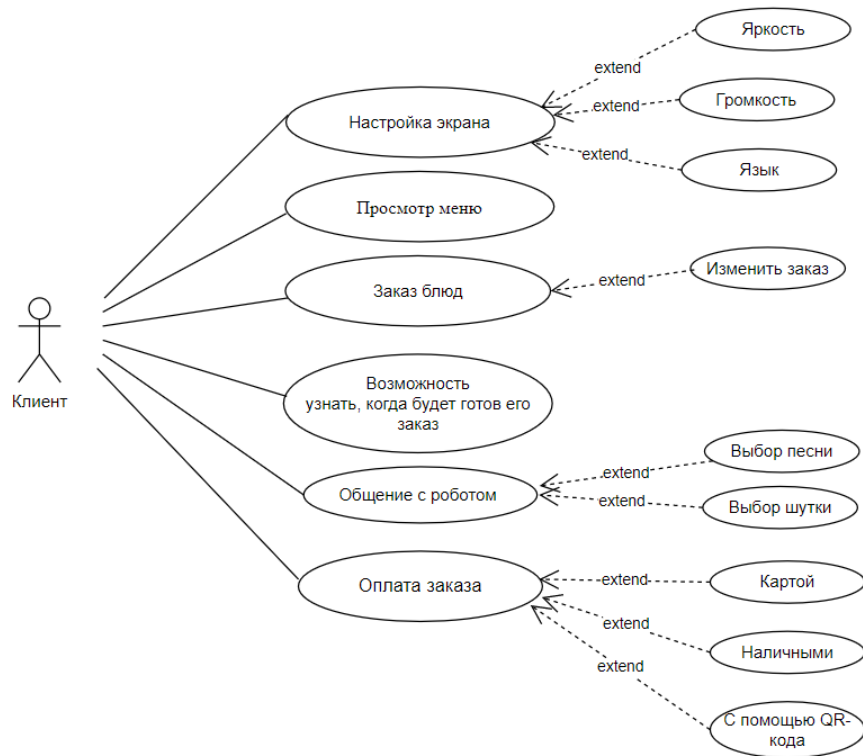 Яркость
extend
Громкость
extend
Настройка экрана
extend
Язык
Просмотр меню
Изменить заказ
extend
Заказ блюд
Клиент
Возможность
узнать, когда будет готов его
заказ
Выбор песни
extend
Общение с роботом
extend
Выбор шутки
Оплата заказа
extend
Картой
extend
Наличными
extend
С помощью QR-
кода